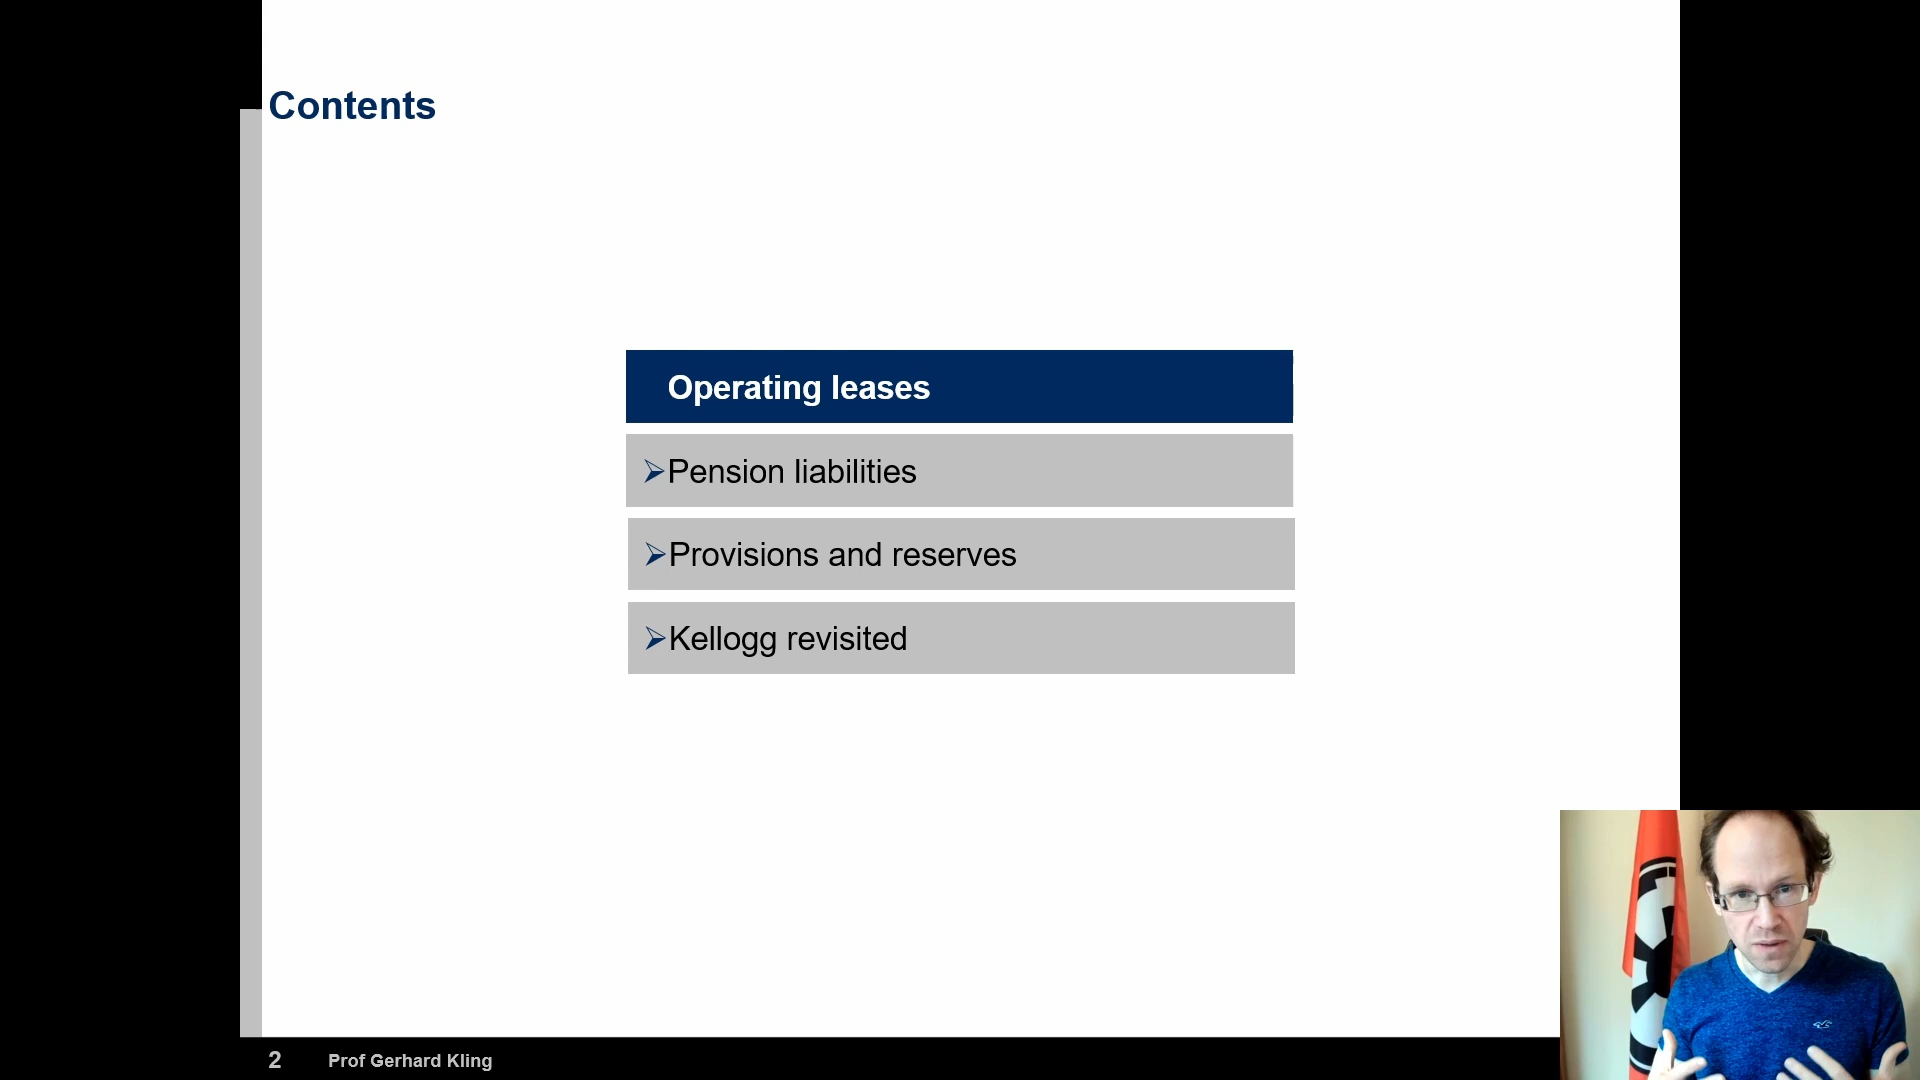 Contents
Operating leases
Pension liabilities
Provisions and reserves
Kellogg revisited
2 Prof Gerhard Kling